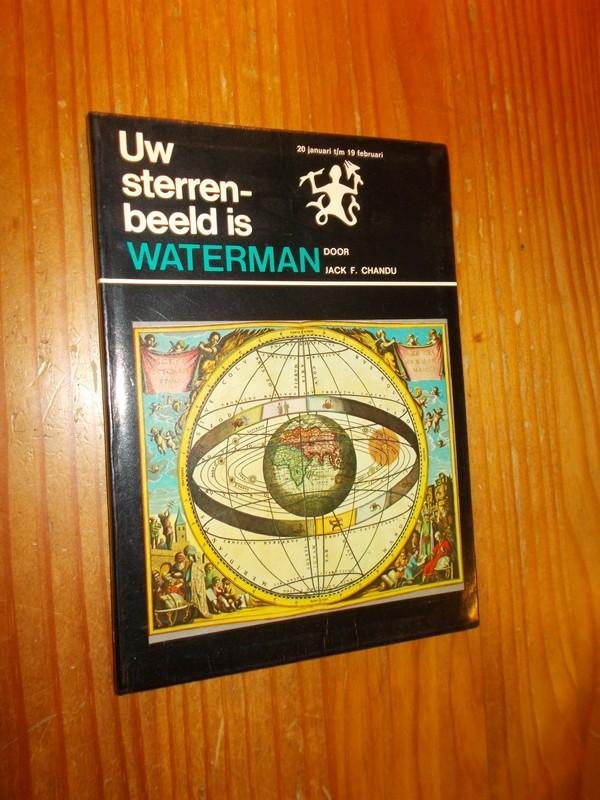 Uw
sterren-
beeld is
WATERMAN
20 januari t/m 19 februari
DOOR
JACK F. CHANDU